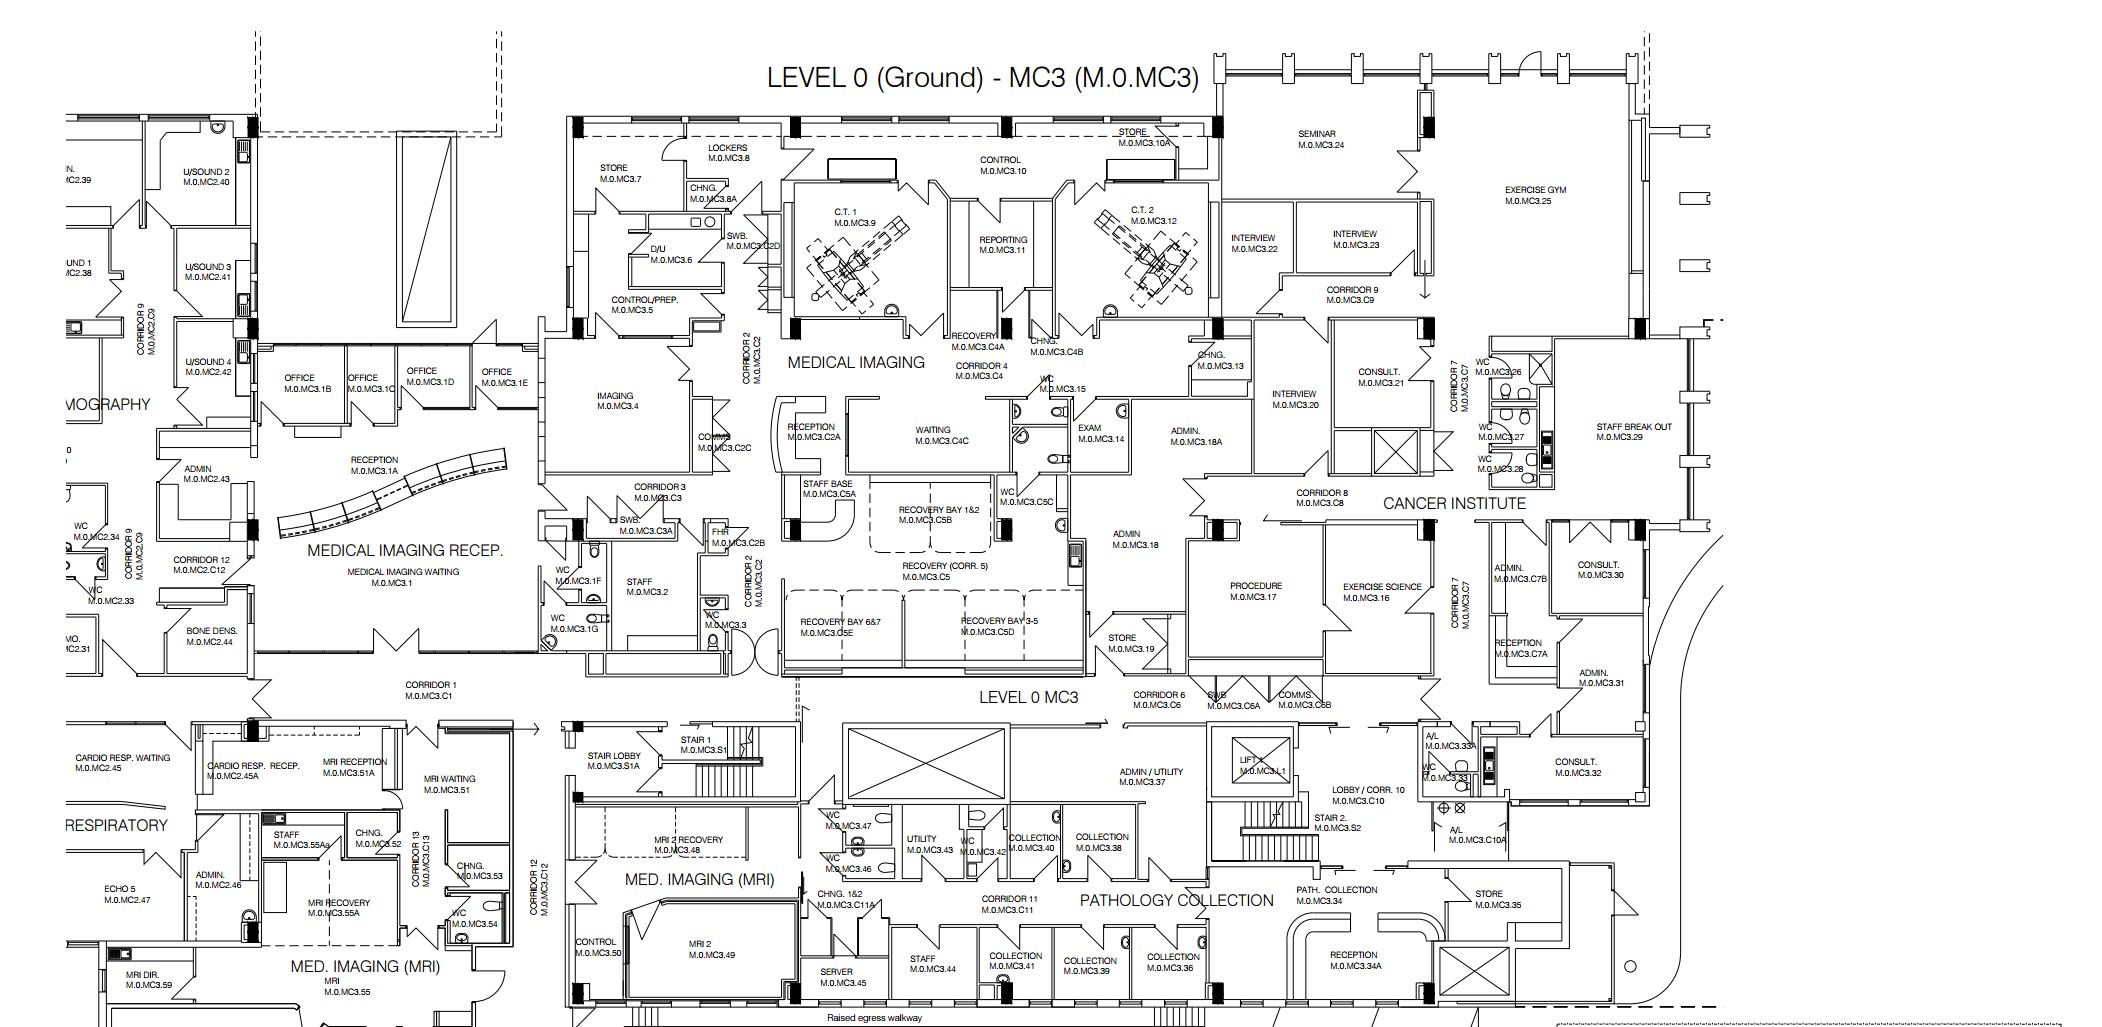 LEVEL 0 (Ground) - MC3 (M.0.MC3)
U/SOUND 2
M.0.MC2.40
U/SOUND 3
M.0.MC2.41
U/SOUND 4
M.0.MC2.42
CORRIDOR 9
M.0.MC2.C9
MOGRAPHY
ADMIN
M.0.MC2.43
WC
M.0.MC2.34
WC
M.0.MC2.33
CORRIDOR 9
M.0.MC2.C9
CORRIDOR 12
M.0.MC2.C12
BONE DENS.
M.0.MC2.44
MO.
MC2.31
N.
MC2.39
UND 1
MC2.38
OFFICE
M.0.MC3.1B
OFFICE
M.0.MC3.1C
OFFICE
M.0.MC3.1D
OFFICE
M.0.MC3.1E
RECEPTION
M.0.MC3.1A
MEDICAL IMAGING RECEP.
MEDICAL IMAGING WAITING
M.0.MC3.1
CORRIDOR 1
M.0.MC3.C1
STORE
M.0.MC3.7
LOCKERS
M.0.MC3.8
CHNG.
M.0.MC3.8A
SWB.
M.0.MC3.C2D
D/U
M.0.MC3.6
CONTROL/PREP.
M.0.MC3.5
IMAGING
M.0.MC3.4
CORRIDOR 2
M.0.MC3.C2
COMMS
M.0.MC3.C2C
CORRIDOR 3
M.0.MC3.C3
SWB.
M.0.MC3.C3A
FHR
M.0.MC3.C2B
WC
M.0.MC3.1F
WC
M.0.MC3.1G
STAFF
M.0.MC3.2
WC
M.0.MC3.3
CORRIDOR 2
M.0.MC3.C2
C.T. 1
M.0.MC3.9
CONTROL
M.0.MC3.10
STORE
M.0.MC3.10A
REPORTING
M.0.MC3.11
C.T. 2
M.0.MC3.12
RECOVERY
M.0.MC3.C4A
CHNG.
M.0.MC3.C4B
MEDICAL IMAGING
CORRIDOR 4
M.0.MC3.C4
CHNG.
M.0.MC3.13
WC
M.0.MC3.15
RECEPTION
M.0.MC3.C2A
WAITING
M.0.MC3.C4C
EXAM
M.0.MC3.14
ADMIN.
M.0.MC3.18A
STAFF BASE
M.0.MC3.C5A
RECOVERY BAY 1&2
M.0.MC3.C5B
WC
M.0.MC3.C5C
RECOVERY (CORR. 5)
M.0.MC3.C5
RECOVERY BAY 6&7
M.0.MC3.C5E
RECOVERY BAY 3-5
M.0.MC3.C5D
ADMIN
M.0.MC3.18
STORE
M.0.MC3.19
SEMINAR
M.0.MC3.24
EXERCISE GYM
M.0.MC3.25
INTERVIEW
M.0.MC3.22
INTERVIEW
M.0.MC3.23
CORRIDOR 9
M.0.MC3.C9
INTERVIEW
M.0.MC3.20
CONSULT.
M.0.MC3.21
CORRIDOR 7
M.0.MC3.C7
WC
M.0.MC3.26
WC
M.0.MC3.27
WC
M.0.MC3.28
STAFF BREAK OUT
M.0.MC3.29
CORRIDOR 8
M.0.MC3.C8
CANCER INSTITUTE
PROCEDURE
M.0.MC3.17
EXERCISE SCIENCE
M.0.MC3.16
CORRIDOR 7
M.0.MC3.C7
ADMIN.
M.0.MC3.C7B
CONSULT.
M.0.MC3.30
RECEPTION
M.0.MC3.C7A
ADMIN.
M.0.MC3.31
LEVEL 0 MC3
CORRIDOR 6
M.0.MC3.C6
SWB
M.0.MC3.C6A
COMMS.
M.0.MC3.C6B
CARDIO RESP. WAITING
M.0.MC2.45
CARDIO RESP. RECEP.
M.0.MC2.45A
MRI RECEPTION
M.0.MC3.51A
MRI WAITING
M.0.MC3.51
RESPIRATORY
STAFF
M.0.MC3.55Aa
CHNG.
M.0.MC3.52
CORRIDOR 13
M.0.MC3.C13
CHNG.
M.0.MC3.53
ECHO 5
M.0.MC2.47
ADMIN.
M.0.MC2.46
MRI RECOVERY
M.0.MC3.55A
WC
M.0.MC3.54
CORRIDOR 12
M.0.MC3.C12
MED. IMAGING (MRI)
MRI
M.0.MC3.55
MRI DIR.
M.0.MC3.59
STAIR LOBBY
M.0.MC3.S1A
STAIR 1
M.0.MC3.S1
MRI 2 RECOVERY
M.0.MC3.48
MED. IMAGING (MRI)
CONTROL
M.0.MC3.50
MRI 2
M.0.MC3.49
WC
M.0.MC3.47
WC
M.0.MC3.46
UTILITY
M.0.MC3.43
WC
M.0.MC3.42
COLLECTION
M.0.MC3.40
COLLECTION
M.0.MC3.38
ADMIN / UTILITY
M.0.MC3.37
CHNG. 1&2
M.0.MC3.C11A
CORRIDOR 11
M.0.MC3.C11
PATHOLOGY COLLECTION
SERVER
M.0.MC3.45
STAFF
M.0.MC3.44
COLLECTION
M.0.MC3.41
COLLECTION
M.0.MC3.39
COLLECTION
M.0.MC3.36
LIFT 1
M.0.MC3.L1
LOBBY / CORR. 10
M.0.MC3.C10
STAIR 2.
M.0.MC3.S2
A/L
M.0.MC3.33A
WC
M.0.MC3.33
CONSULT.
M.0.MC3.32
A/L
M.0.MC3.C10A
PATH. COLLECTION
M.0.MC3.34
STORE
M.0.MC3.35
RECEPTION
M.0.MC3.34A
Raised egress walkway